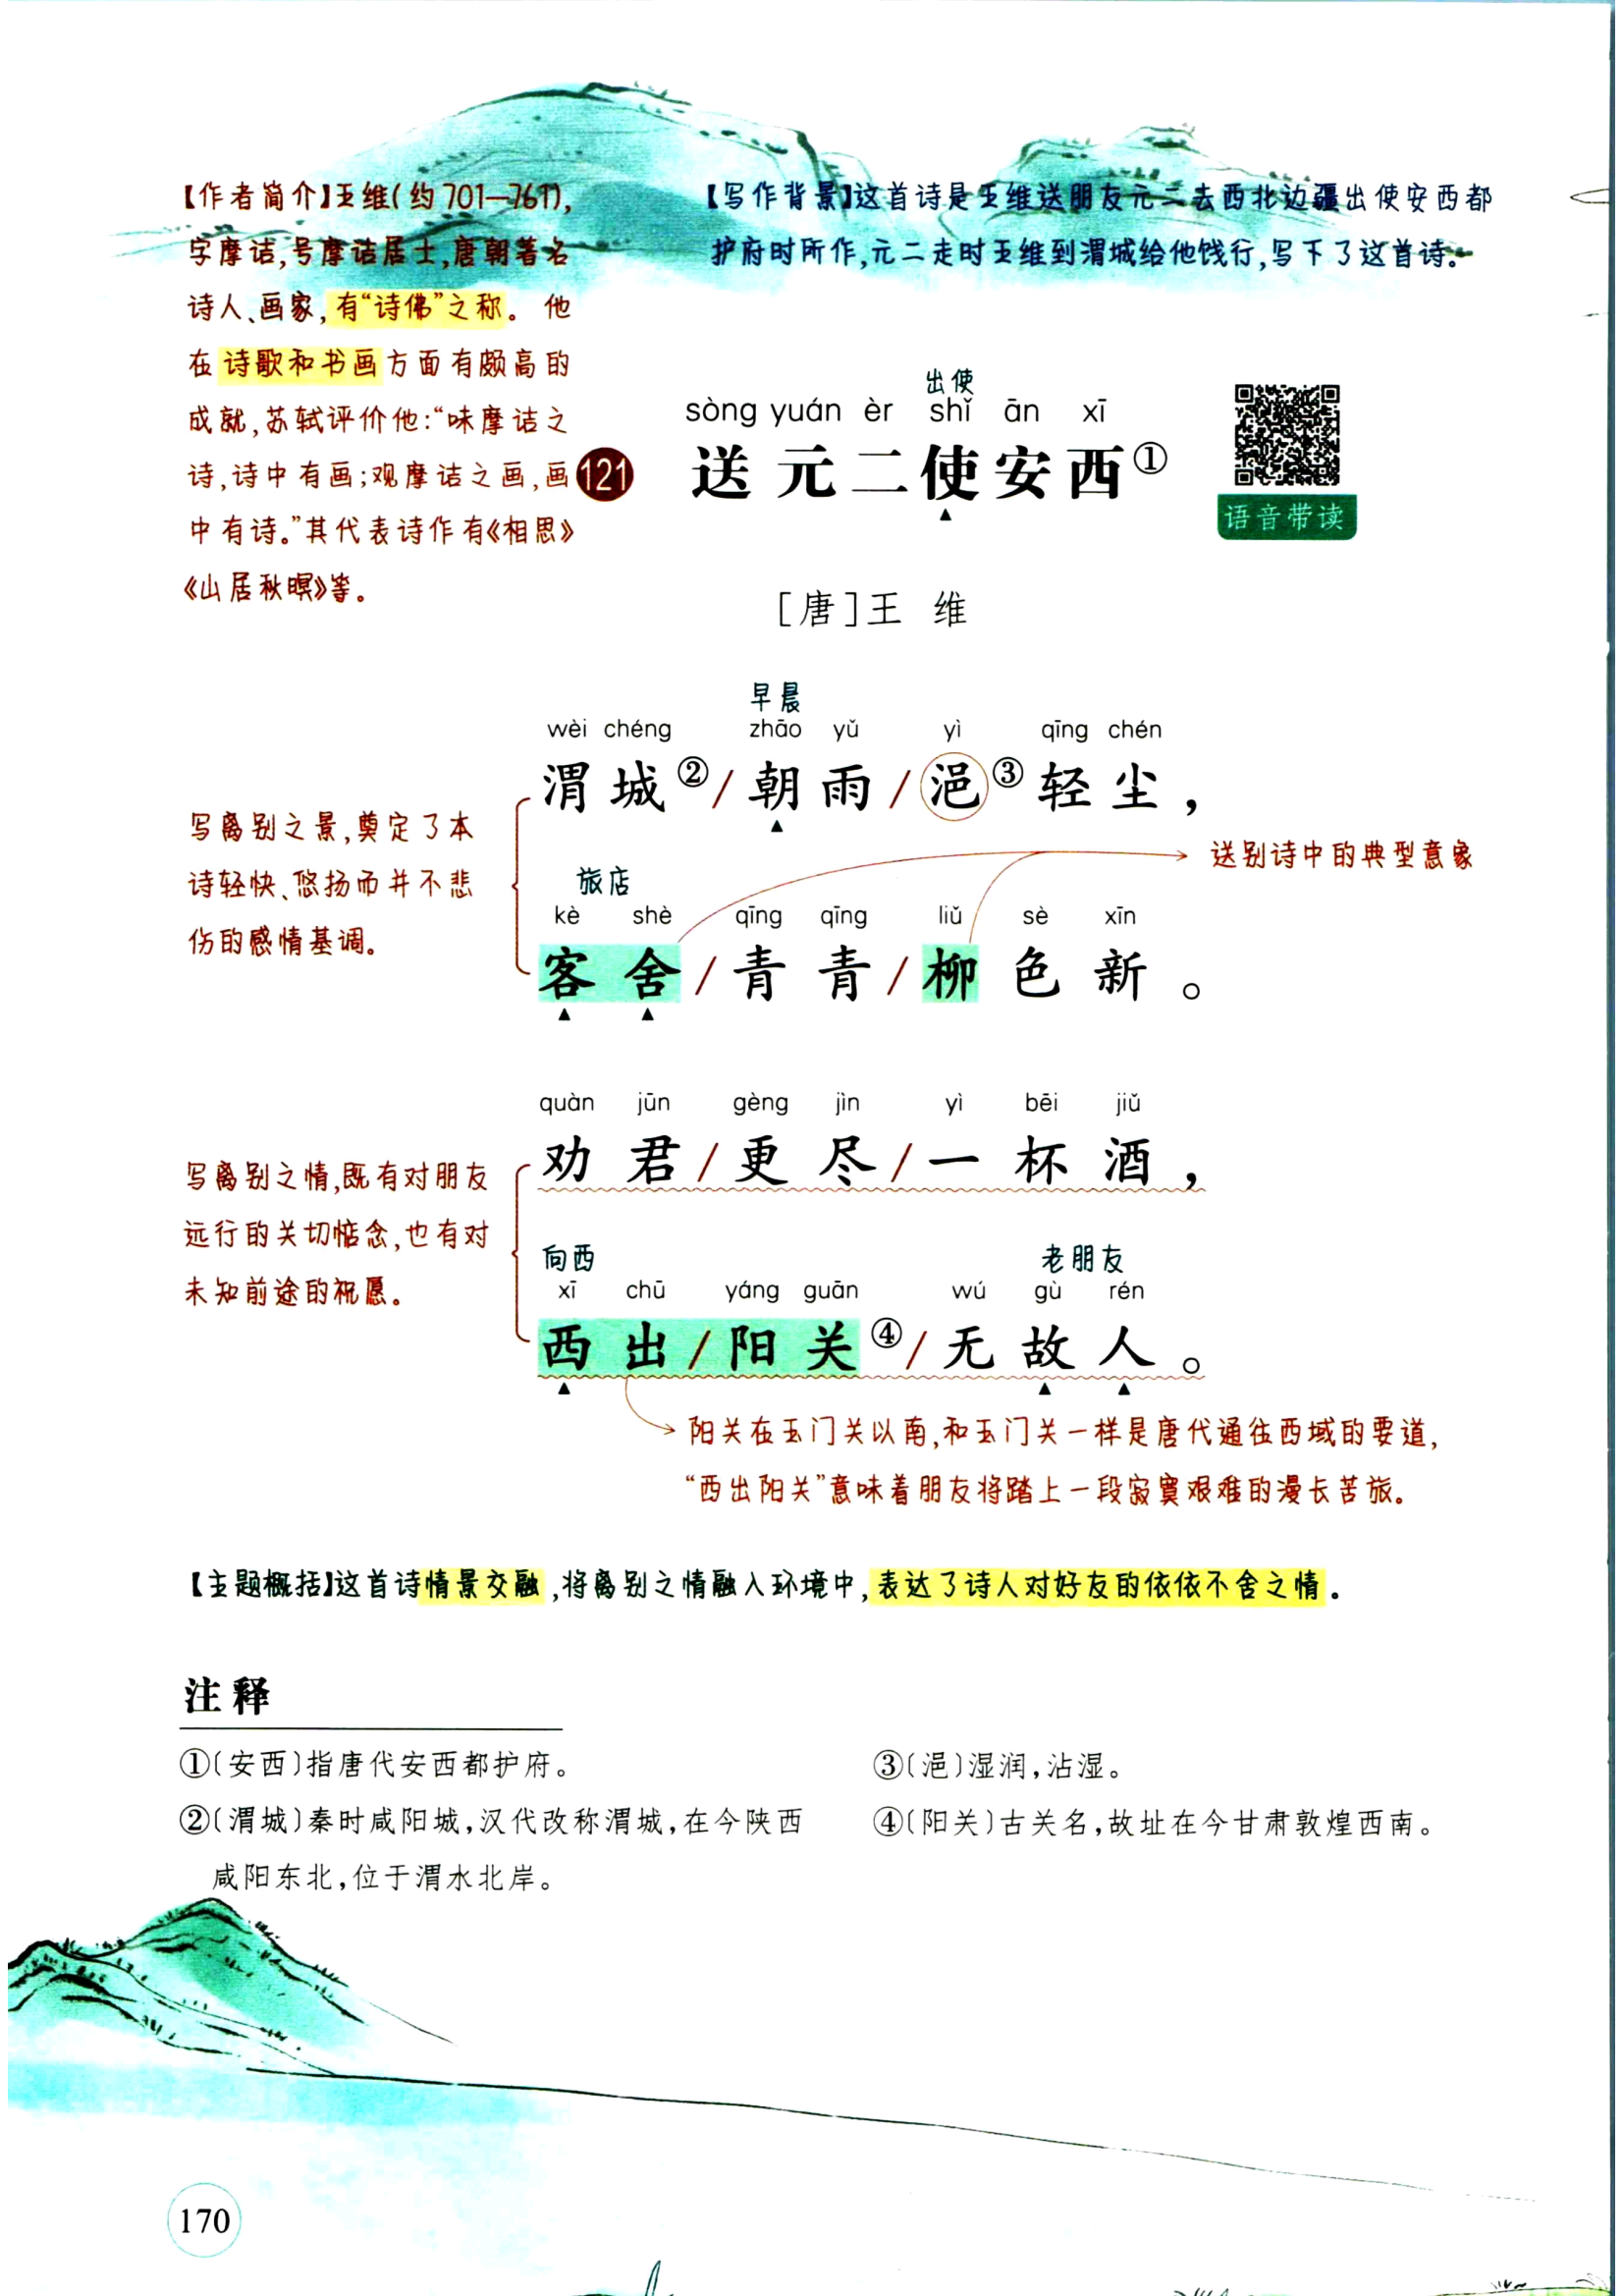 【作者简介】王维(约701—761),
字摩诘,号摩诘居士,唐朝著名
诗人、画家,有“诗佛”之称。他
在诗歌和书画方面有颇高的
成就,苏轼评价他:“味摩诘之
诗,诗中有画;观摩诘之画,画
中有诗。”其代表诗作有《相思》
《山居秋暝》等。
【写作背景】这首诗是王维送朋友元二去西北边疆出使安西都
护府时所作,元二走时王维到渭城给他饯行,写下了这首诗。
出使
sòng yuán èr shǐ ān xī
121 送元二使安西①
语音带读
[唐]王 维
早晨
wèi chéng zhāo yǔ yì qīng chén
渭城②/朝雨/浥③轻尘,
写离别之景,奠定了本
诗轻快、悠扬而并不悲
伤的感情基调。
送别诗中的典型意象
旅店
kè shè qīng qīng liǔ sè xīn
客舍/青青/柳色新。
quàn jūn gèng jìn yì bēi jiǔ
劝君/更尽/一杯酒,
写离别之情,既有对朋友
远行的关切惦念,也有对
未知前途的祝愿。
向西 老朋友
xī chū yáng guān wú gù rén
西出/阳关④/无故人。
阳关在玉门关以南,和玉门关一样是唐代通往西域的要道,
“西出阳关”意味着朋友将踏上一段寂寞艰难的漫长苦旅。
【主题概括】这首诗情景交融,将离别之情融入环境中,表达了诗人对好友的依依不舍之情。
注释
①〔安西〕指唐代安西都护府。
②〔渭城〕秦时咸阳城,汉代改称渭城,在今陕西
咸阳东北,位于渭水北岸。
③〔浥〕湿润,沾湿。
④〔阳关〕古关名,故址在今甘肃敦煌西南。
170